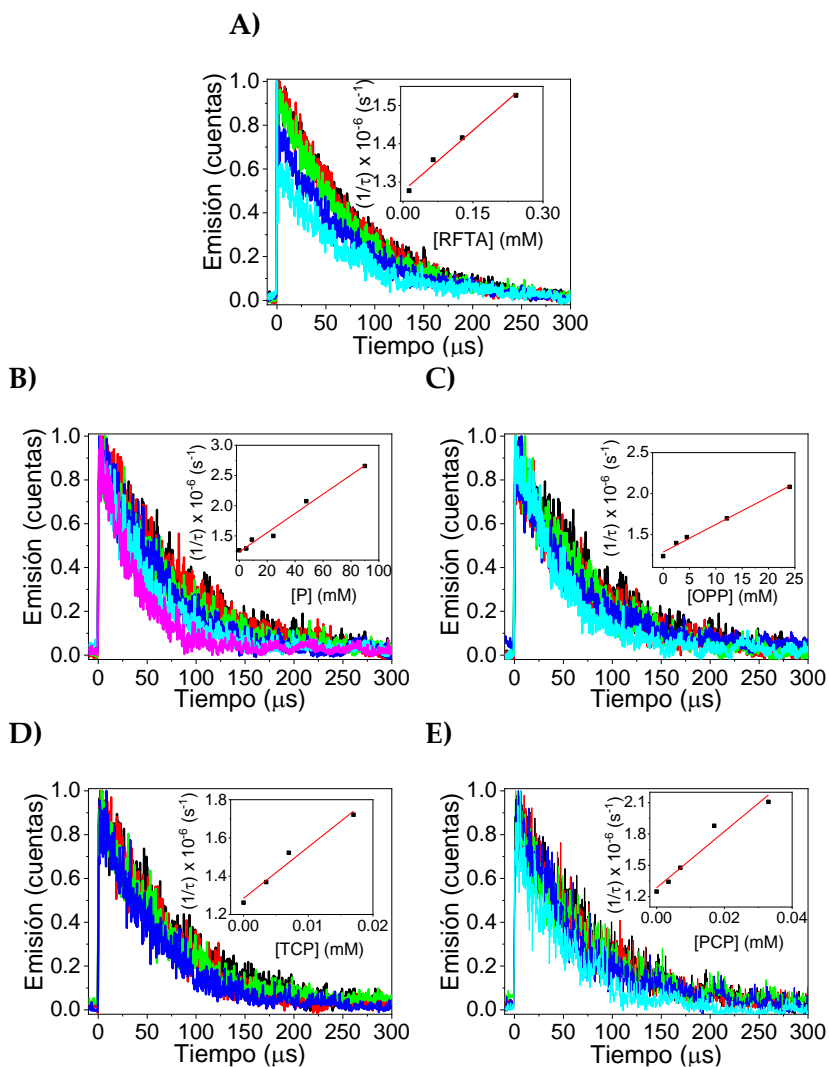 A)
Emisión (cuentas)
1.0
0.8
0.6
0.4
0.2
0.0
0 50 100 150 200 250 300
Tiempo (µs)
(1/τ) x 10⁻⁶ (s⁻¹)
1.5
1.4
1.3
0.00 0.15 0.30
[RFTA] (mM)
B)
Emisión (cuentas)
1.0
0.8
0.6
0.4
0.2
0.0
0 50 100 150 200 250 300
Tiempo (µs)
(1/τ) x 10⁻⁶ (s⁻¹)
3.0
2.5
2.0
1.5
0 30 60 90
[P] (mM)
C)
Emisión (cuentas)
1.0
0.8
0.6
0.4
0.2
0.0
0 50 100 150 200 250 300
Tiempo (µs)
(1/τ) x 10⁻⁶ (s⁻¹)
2.5
2.0
1.5
0 5 10 15 20 25
[OPP] (mM)
D)
Emisión (cuentas)
1.0
0.8
0.6
0.4
0.2
0.0
0 50 100 150 200 250 300
Tiempo (µs)
(1/τ) x 10⁻⁶ (s⁻¹)
1.8
1.6
1.4
1.2
0.00 0.01 0.02
[TCP] (mM)
E)
Emisión (cuentas)
1.0
0.8
0.6
0.4
0.2
0.0
0 50 100 150 200 250 300
Tiempo (µs)
(1/τ) x 10⁻⁶ (s⁻¹)
2.1
1.8
1.5
1.2
0.00 0.02 0.04
[PCP] (mM)